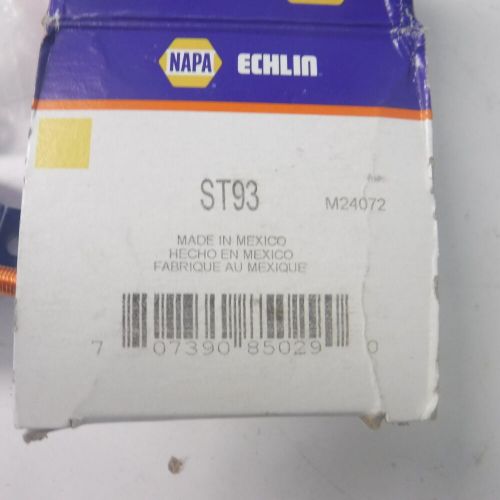 NAPA ECHLIN
ST93 M24072
MADE IN MEXICO
HECHO EN MEXICO
FABRIQUE AU MEXIQUE
7 07390 85029 0